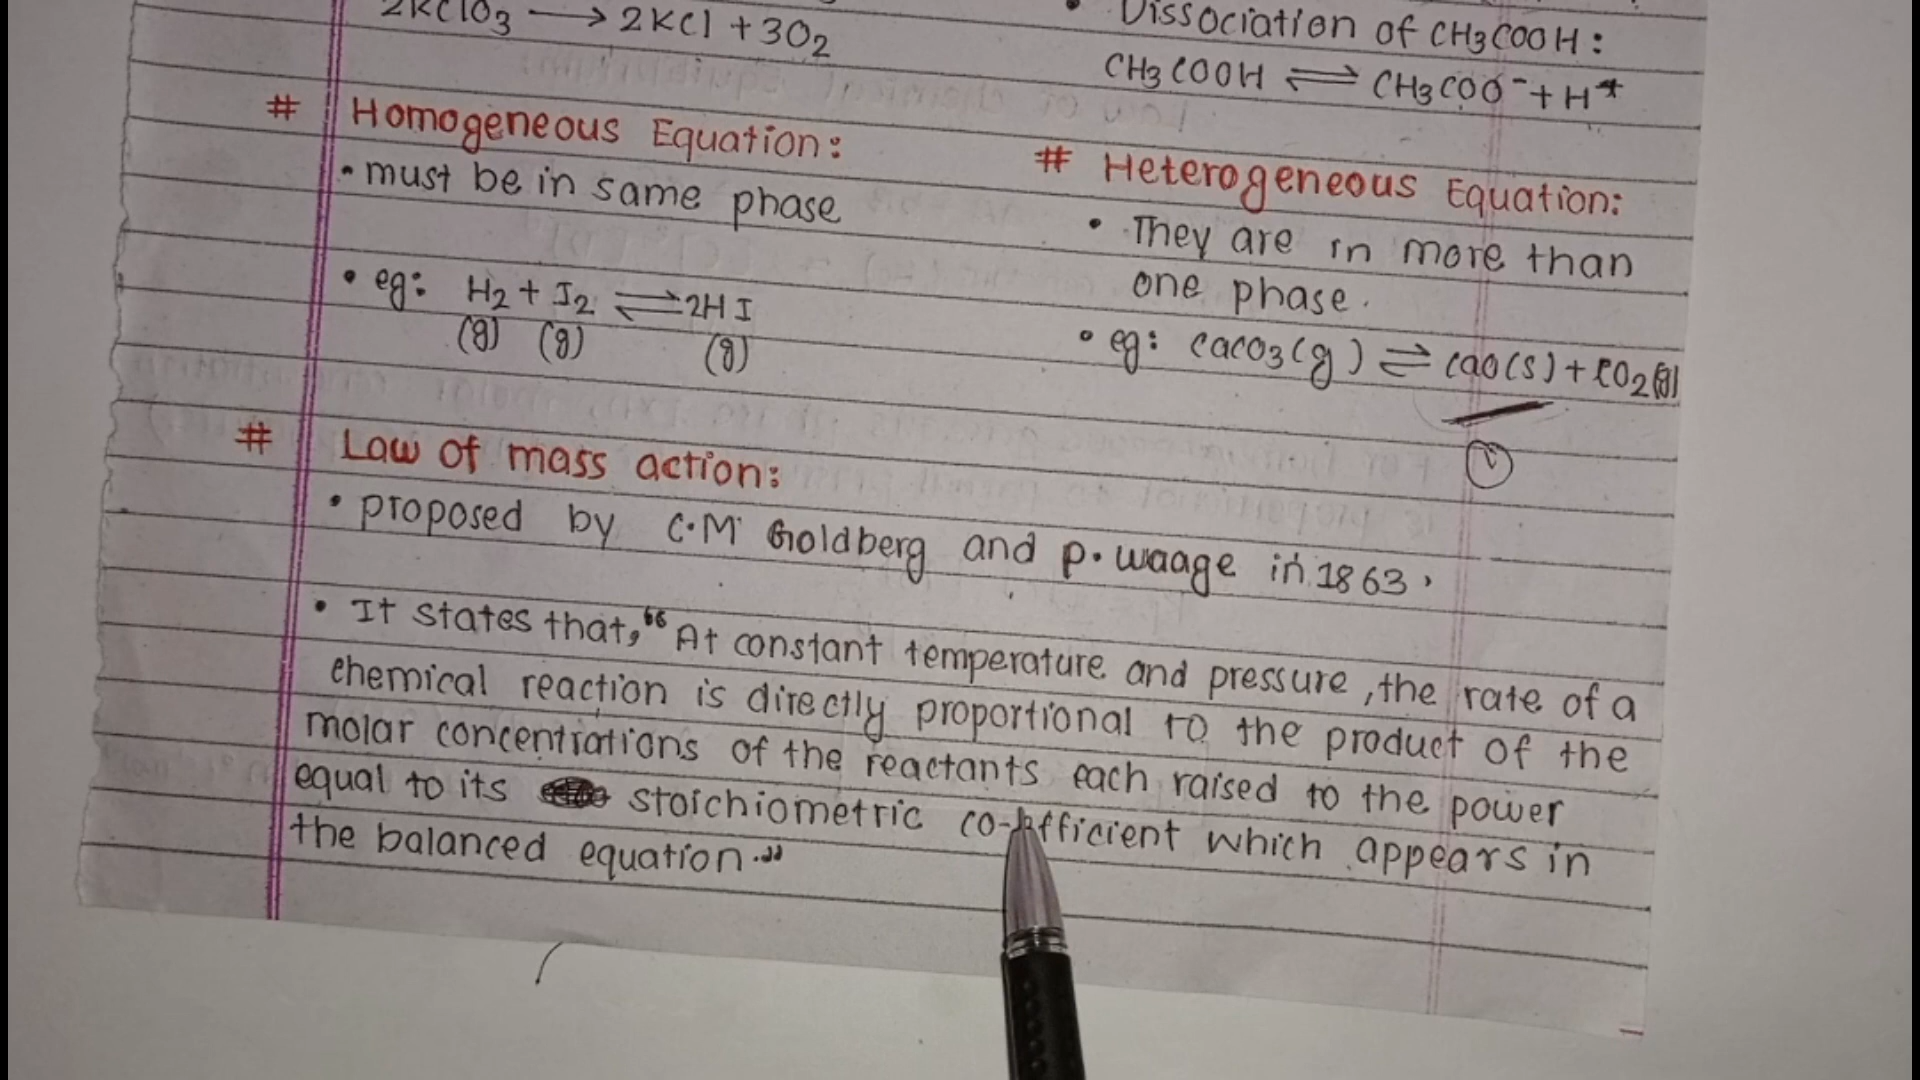 2KClO3 ⟶ 2KCl + 3O2
• Dissociation of CH3COOH:
CH3COOH ⇌ CH3COO⁻ + H⁺
# Homogeneous Equation:
• must be in same phase
• eg: H2 + I2 ⇌ 2HI
(g) (g) (g)
# Heterogeneous Equation:
• They are in more than
one phase.
• eg: CaCO3(g) ⇌ CaO(s) + CO2(g)
# Law of mass action:
• proposed by C.M Goldberg and p. waage in 1863.
• It states that, “At constant temperature and pressure, the rate of a
chemical reaction is directly proportional to the product of the
molar concentrations of the reactants each raised to the power
equal to its stoichiometric co-efficient which appears in
the balanced equation.”